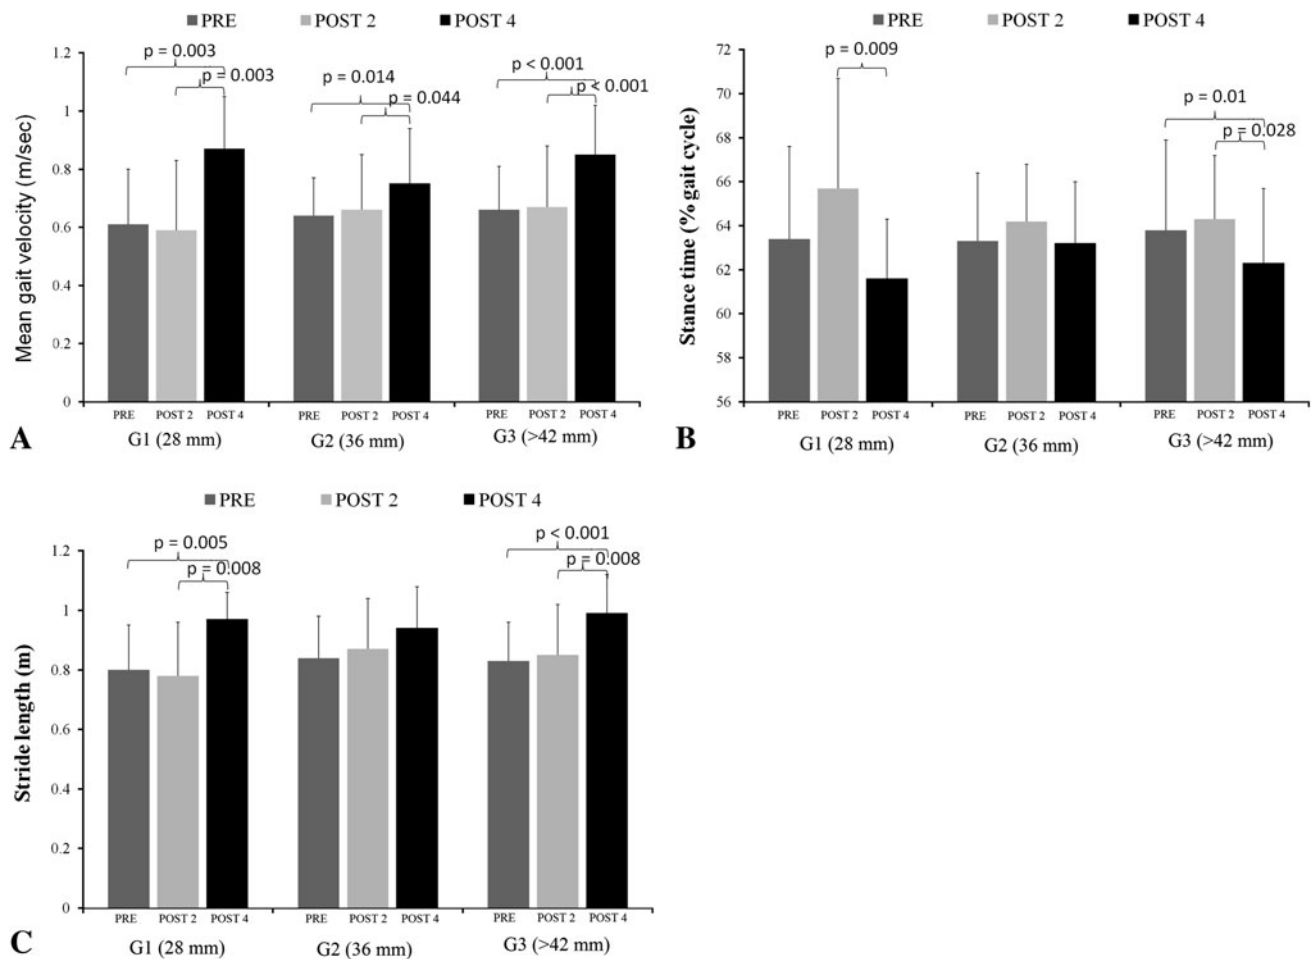 PRE POST 2 POST 4
1.2
1
0.8
0.6
0.4
0.2
0
Mean gait velocity (m/sec)
p = 0.003
p = 0.003
p = 0.014
p = 0.044
p < 0.001
p < 0.001
PRE POST 2 POST 4 PRE POST 2 POST 4 PRE POST 2 POST 4
G1 (28 mm) G2 (36 mm) G3 (>42 mm)
A
PRE POST 2 POST 4
72
70
68
66
64
62
60
58
56
Stance time (% gait cycle)
p = 0.009
p = 0.01
p = 0.028
PRE POST 2 POST 4 PRE POST 2 POST 4 PRE POST 2 POST 4
G1 (28 mm) G2 (36 mm) G3 (>42 mm)
B
PRE POST 2 POST 4
1.2
1
0.8
0.6
0.4
0.2
0
Stride length (m)
p = 0.005
p = 0.008
p < 0.001
p = 0.008
PRE POST 2 POST 4 PRE POST 2 POST 4 PRE POST 2 POST 4
G1 (28 mm) G2 (36 mm) G3 (>42 mm)
C